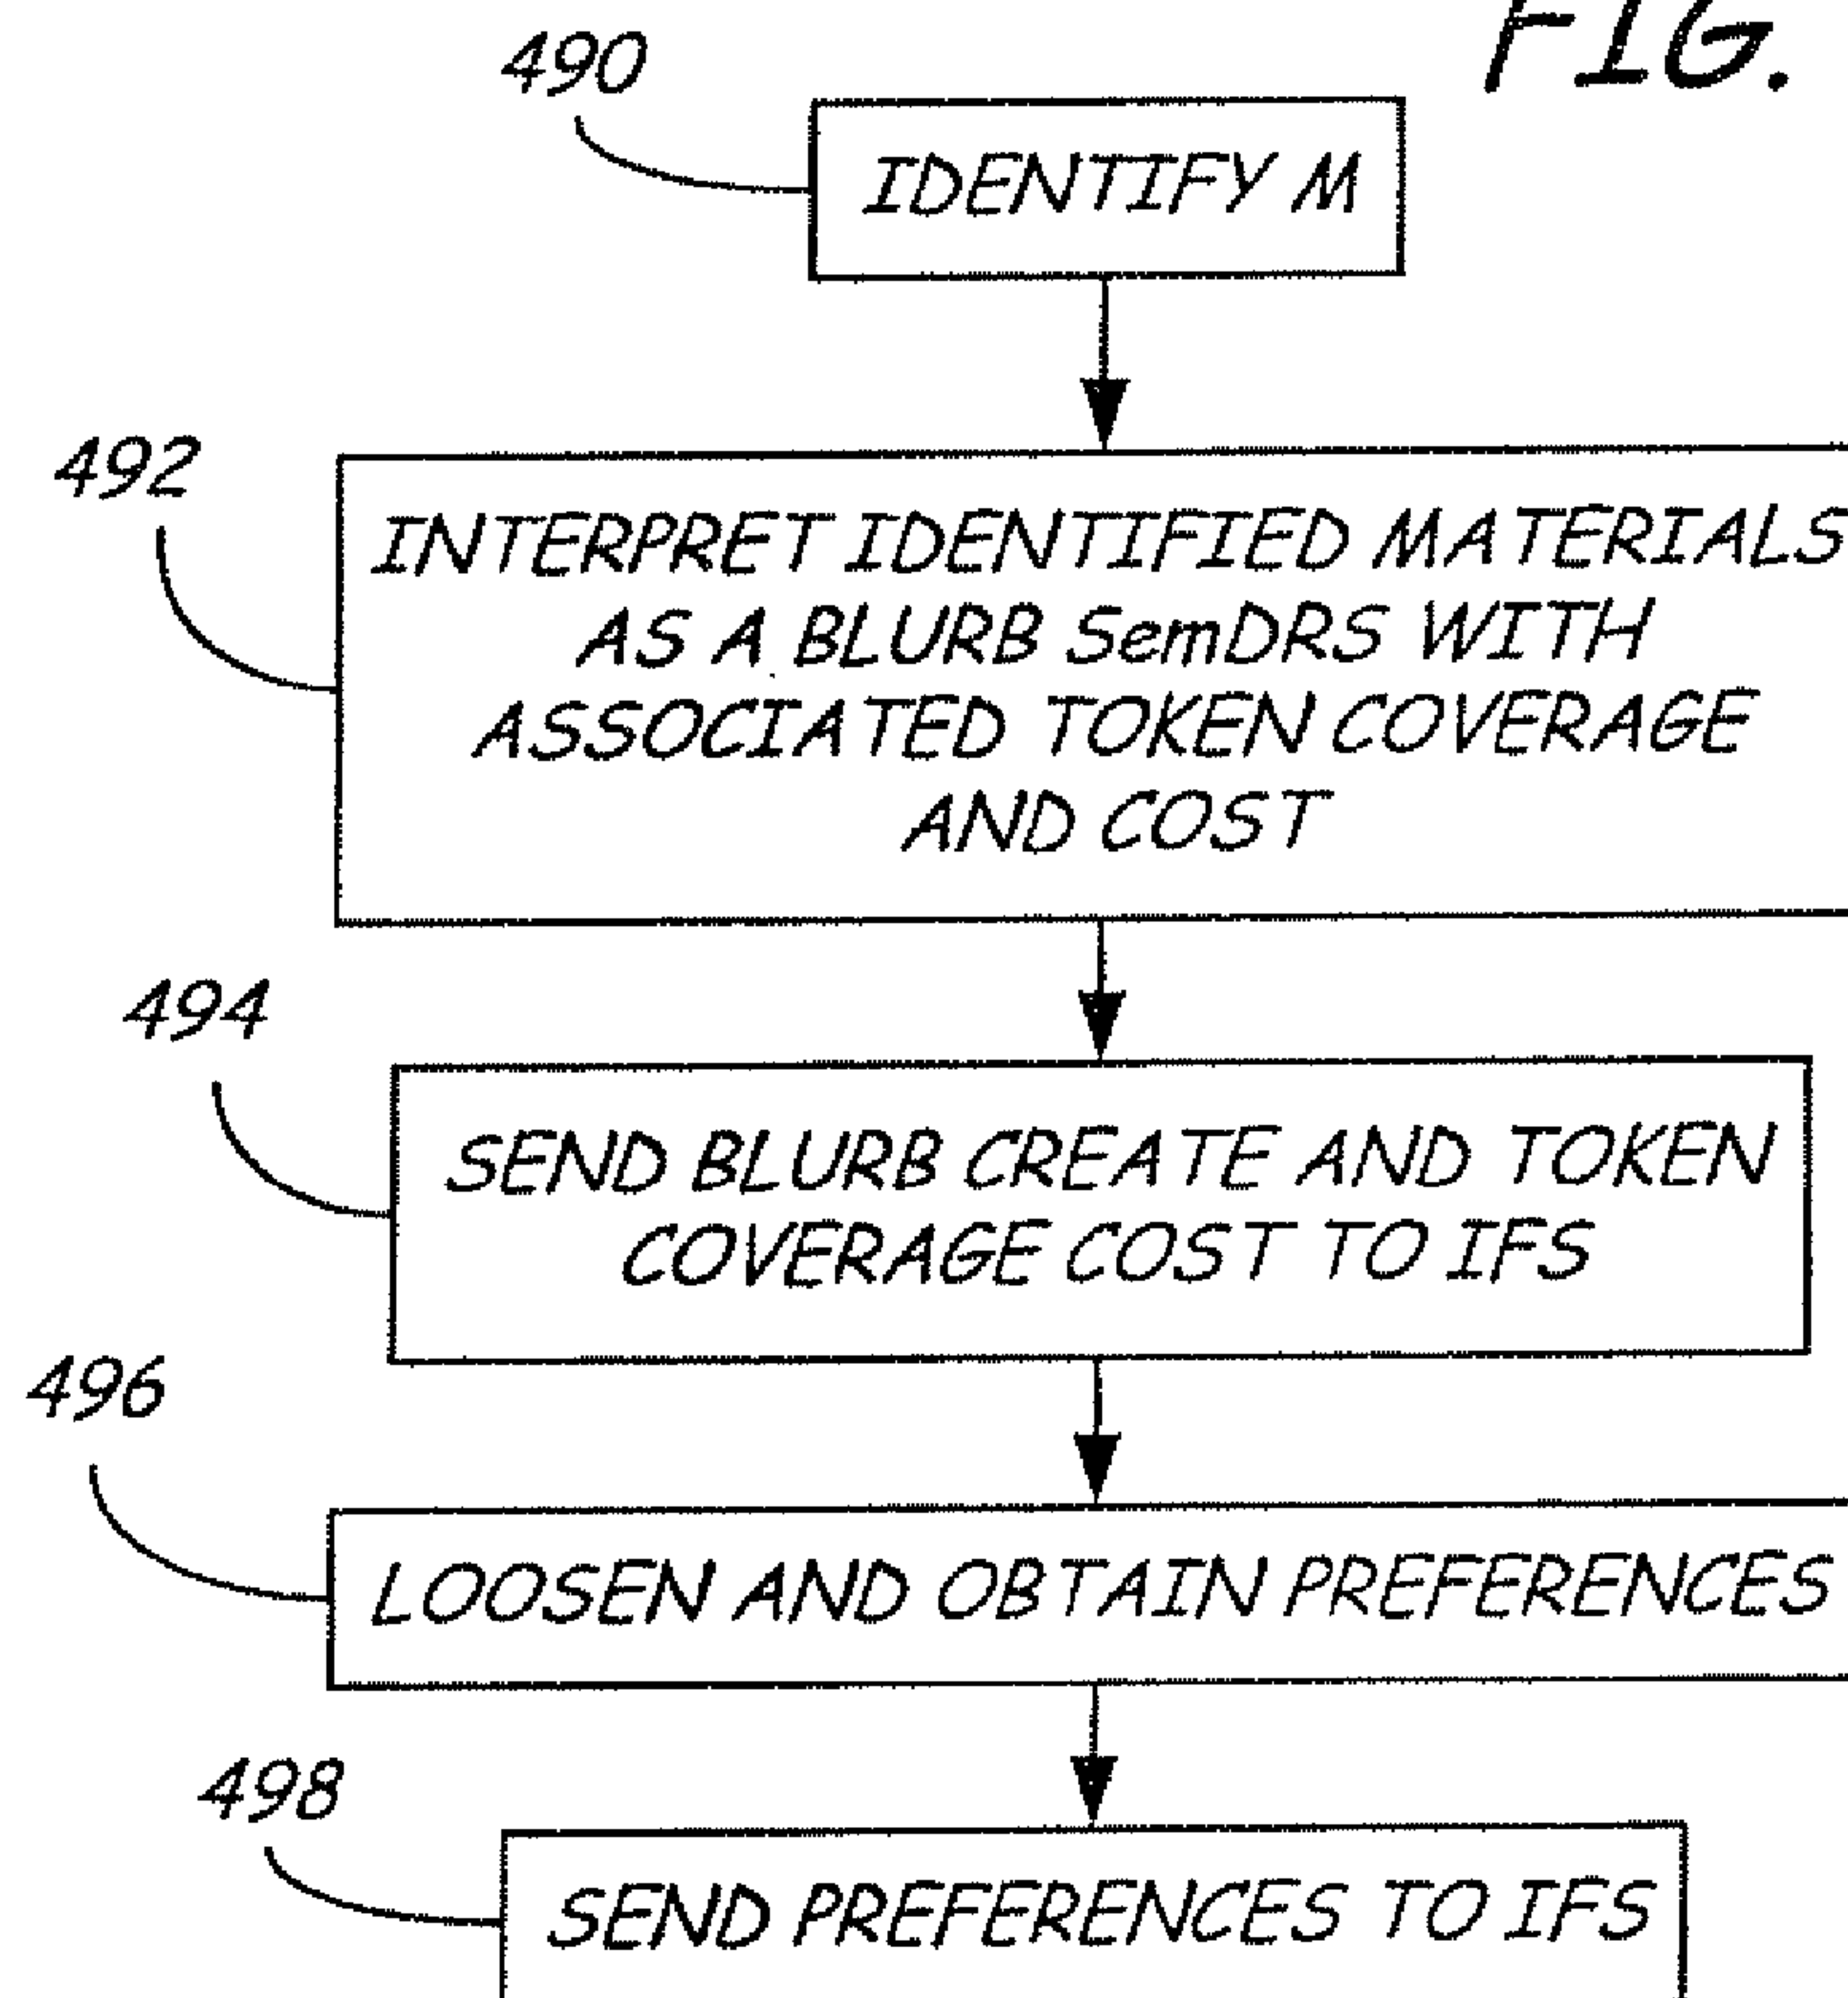 FIG.
490
IDENTIFY M
492
INTERPRET IDENTIFIED MATERIALS
AS A BLURB SemDRS WITH
ASSOCIATED TOKEN COVERAGE
AND COST
494
SEND BLURB CREATE AND TOKEN
COVERAGE COST TO IFS
496
LOOSEN AND OBTAIN PREFERENCES
498
SEND PREFERENCES TO IFS